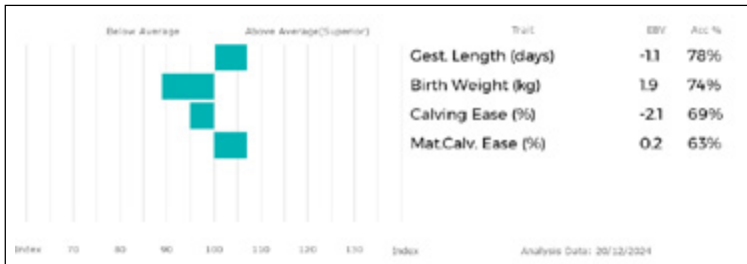 Below Average Above Average(Superior) Trait EBV Acc %
Gest. Length (days) -1.1 78%
Birth Weight (kg) 1.9 74%
Calving Ease (%) -2.1 69%
Mat.Calv. Ease (%) 0.2 63%
Index 70 80 90 100 110 120 130 Index Analysis Data: 20/12/2024